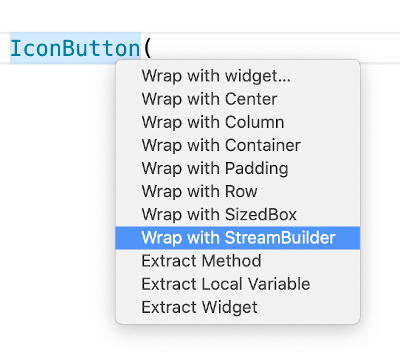 IconButton(
Wrap with widget...
Wrap with Center
Wrap with Column
Wrap with Container
Wrap with Padding
Wrap with Row
Wrap with SizedBox
Wrap with StreamBuilder
Extract Method
Extract Local Variable
Extract Widget